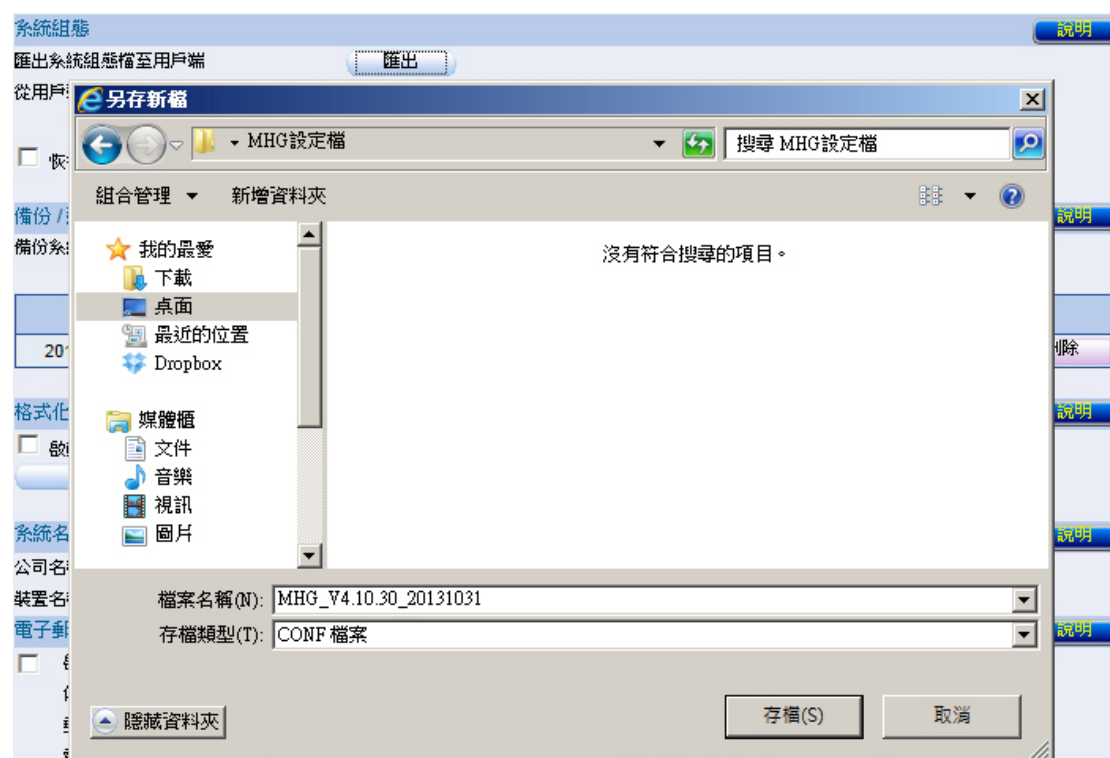 系統組態 說明
匯出系統組態檔至用戶端 匯出
從用戶
另存新檔
MHG設定檔 搜尋 MHG設定檔
恢
組合管理 新增資料夾
備份 / 說明
備份系 我的最愛 沒有符合搜尋的項目。
下載
桌面
最近的位置
201 刪除
Dropbox
格式化 媒體櫃 說明
啟 文件
音樂
視訊
系統名 圖片 說明
公司名
裝置名 檔案名稱(N): MHG_V4.10.30_20131031
電子郵 存檔類型(T): CONF 檔案 說明
隱藏資料夾 存檔(S) 取消